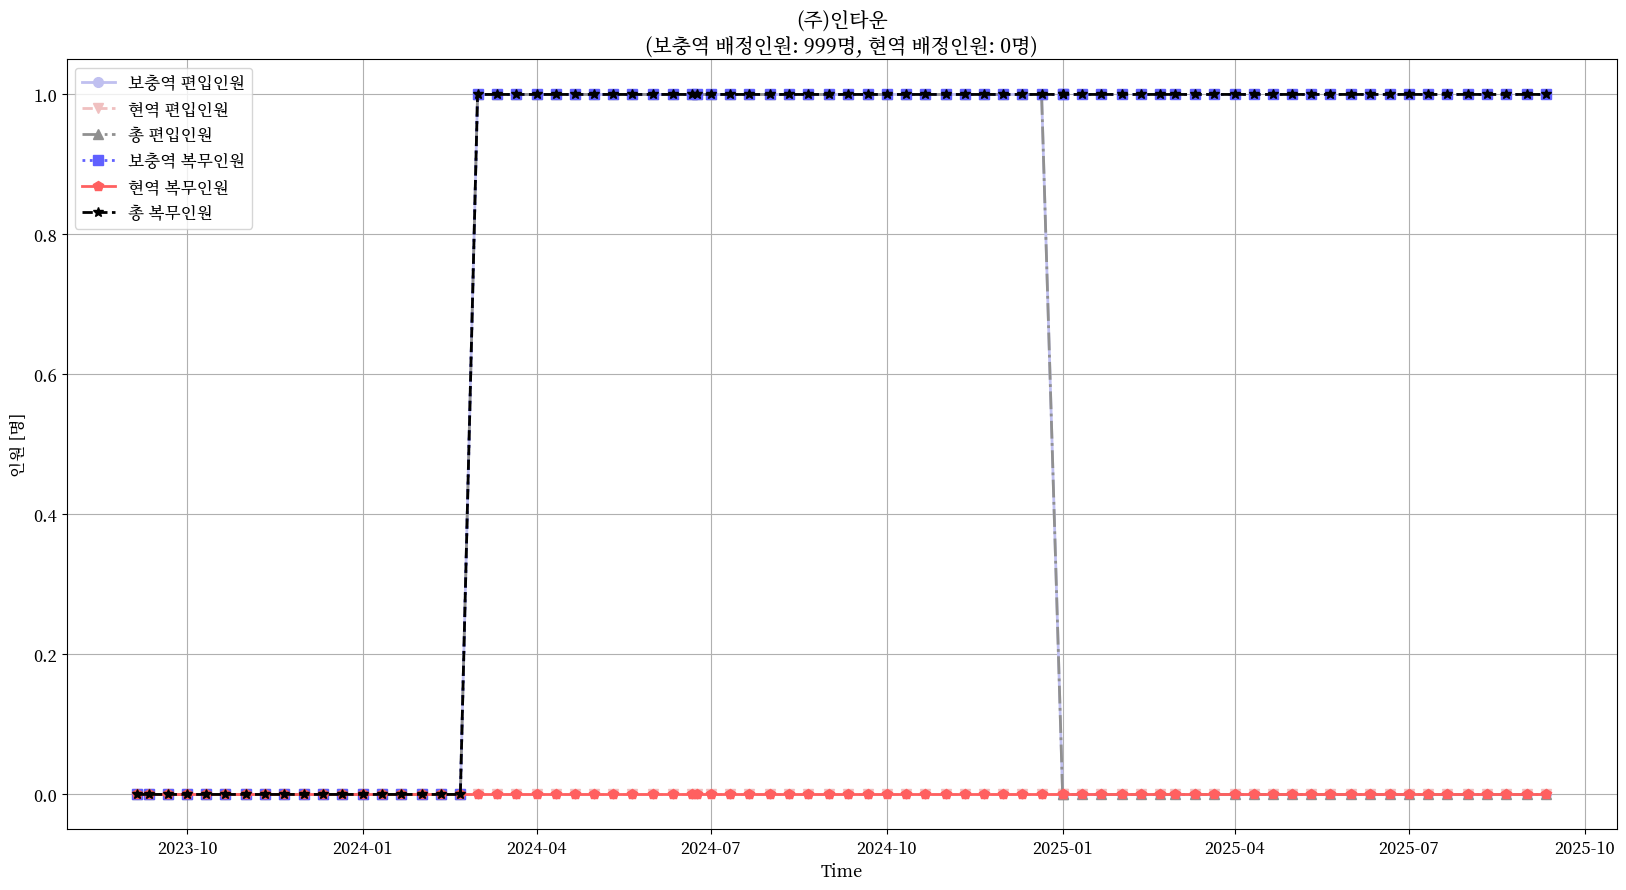 (주)인타운
(보충역 배정인원: 999명, 현역 배정인원: 0명)
보충역 편입인원
현역 편입인원
총 편입인원
보충역 복무인원
현역 복무인원
총 복무인원
인원 [명]
1.0
0.8
0.6
0.4
0.2
0.0
2023-10 2024-01 2024-04 2024-07 2024-10 2025-01 2025-04 2025-07 2025-10
Time